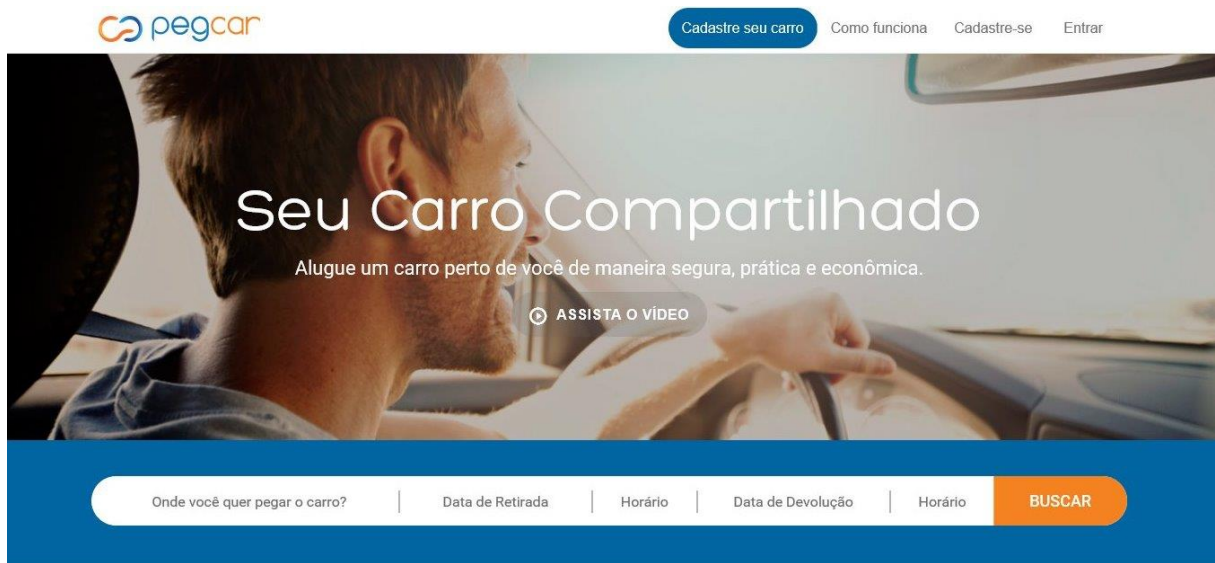 pegcar
Cadastre seu carro Como funciona Cadastre-se Entrar
Seu Carro Compartilhado
Alugue um carro perto de você de maneira segura, prática e econômica.
ASSISTA O VÍDEO
Onde você quer pegar o carro? Data de Retirada Horário Data de Devolução Horário BUSCAR